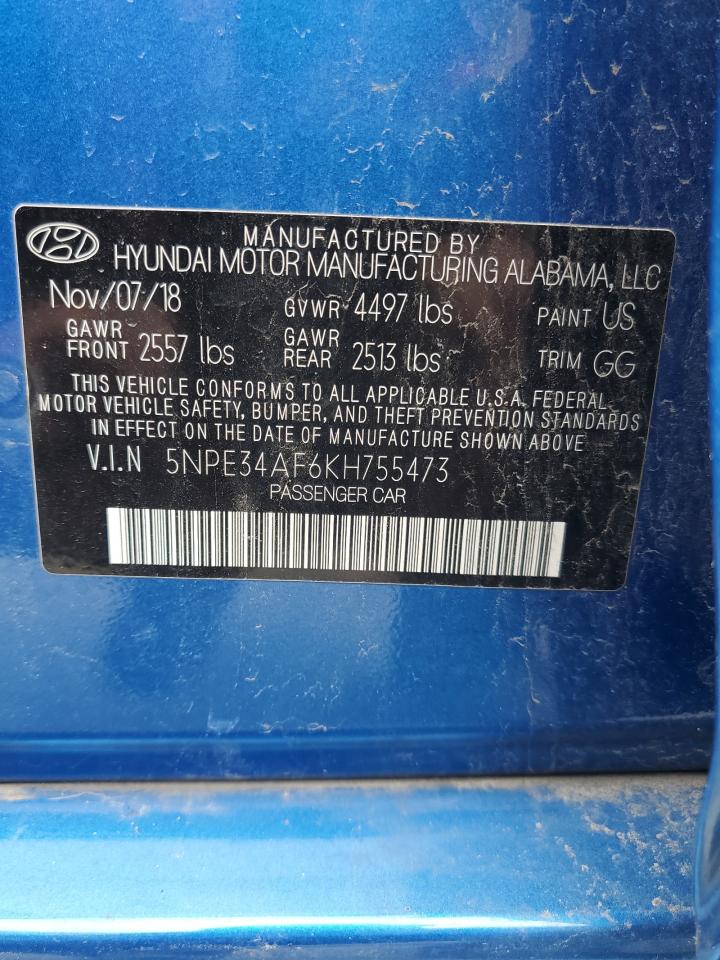 MANUFACTURED BY
HYUNDAI MOTOR MANUFACTURING ALABAMA, LLC
Nov/07/18 GVWR 4497 lbs PAINT US
GAWR FRONT 2557 lbs GAWR REAR 2513 lbs TRIM GG
THIS VEHICLE CONFORMS TO ALL APPLICABLE U.S.A. FEDERAL
MOTOR VEHICLE SAFETY, BUMPER, AND THEFT PREVENTION STANDARDS
IN EFFECT ON THE DATE OF MANUFACTURE SHOWN ABOVE
V.I.N 5NPE34AF6KH755473
PASSENGER CAR